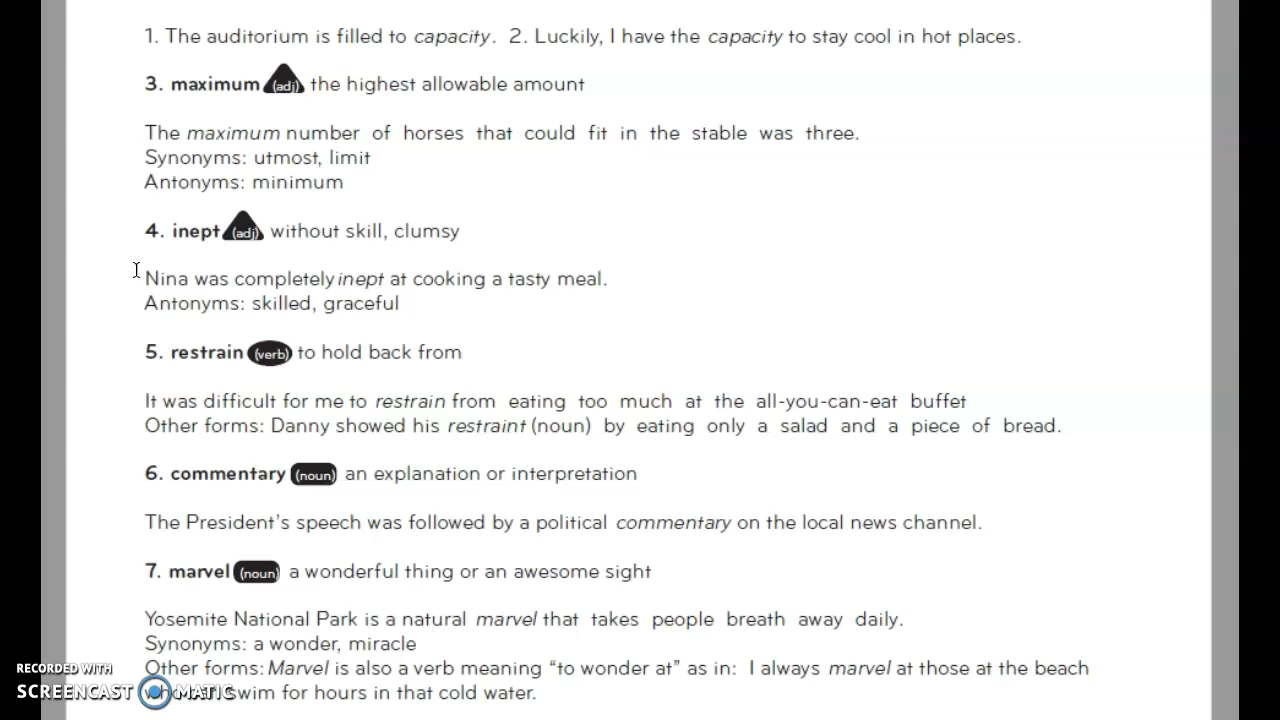 1. The auditorium is filled to capacity. 2. Luckily, I have the capacity to stay cool in hot places.
3. maximum (adj) the highest allowable amount
The maximum number of horses that could fit in the stable was three.
Synonyms: utmost, limit
Antonyms: minimum
4. inept (adj) without skill, clumsy
Nina was completely inept at cooking a tasty meal.
Antonyms: skilled, graceful
5. restrain (verb) to hold back from
It was difficult for me to restrain from eating too much at the all-you-can-eat buffet
Other forms: Danny showed his restraint (noun) by eating only a salad and a piece of bread.
6. commentary (noun) an explanation or interpretation
The President's speech was followed by a political commentary on the local news channel.
7. marvel (noun) a wonderful thing or an awesome sight
Yosemite National Park is a natural marvel that takes people breath away daily.
Synonyms: a wonder, miracle
Other forms: Marvel is also a verb meaning “to wonder at” as in: I always marvel at those at the beach
swim for hours in that cold water.
RECORDED WITH
SCREENCAST MATIC